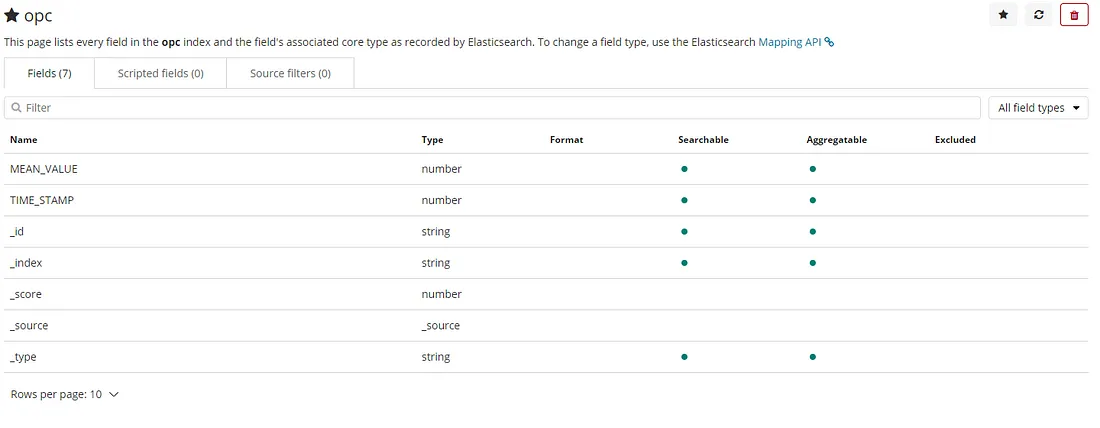 opc
This page lists every field in the opc index and the field's associated core type as recorded by Elasticsearch. To change a field type, use the Elasticsearch Mapping API
Fields (7) Scripted fields (0) Source filters (0)
Filter All field types
Name Type Format Searchable Aggregatable Excluded
MEAN_VALUE number
TIME_STAMP number
_id string
_index string
_score number
_source _source
_type string
Rows per page: 10